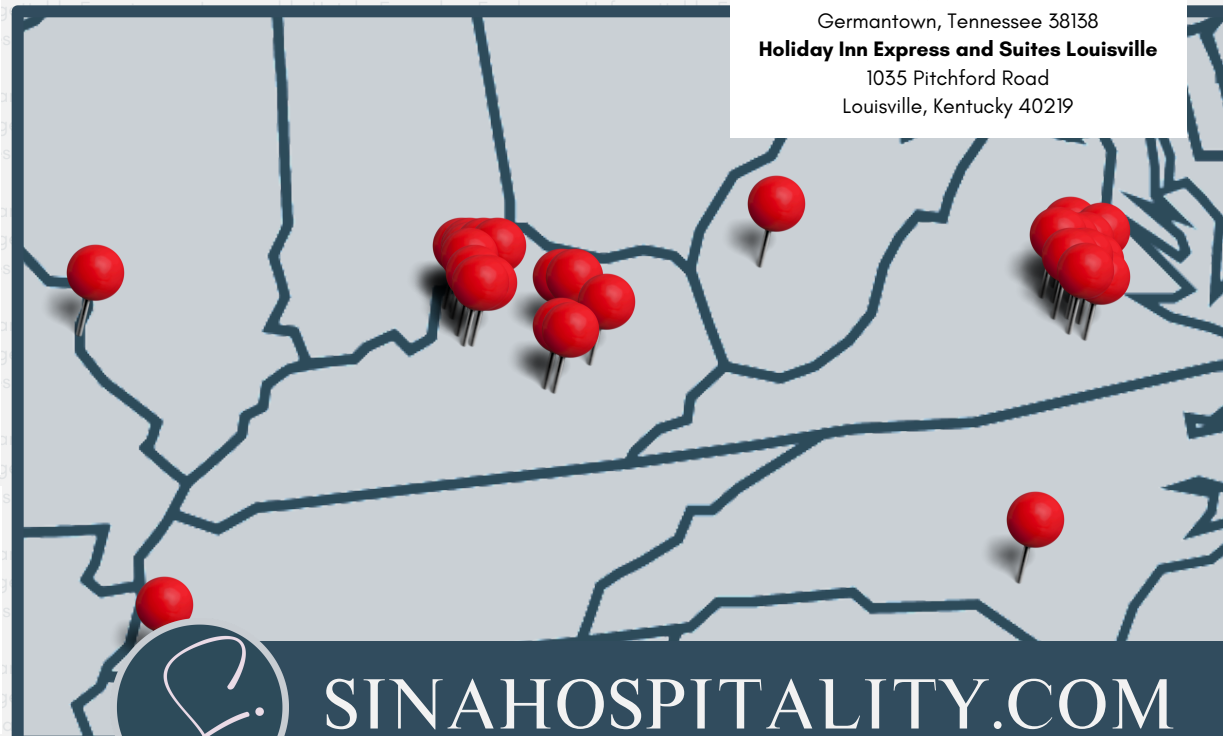 Germantown, Tennessee 38138
Holiday Inn Express and Suites Louisville
1035 Pitchford Road
Louisville, Kentucky 40219
SINAHOSPITALITY.COM